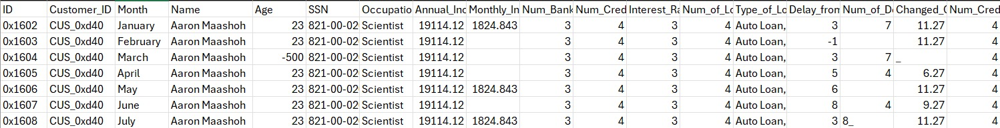 ID Customer_ID Month Name Age SSN Occupatio Annual_Inc Monthly_In Num_Bank Num_Cred Interest_Ra Num_of_Lo Type_of_Lo Delay_from Num_of_De Changed_C Num_Cred
0x1602 CUS_0xd40 January Aaron Maashoh 23 821-00-02 Scientist 19114.12 1824.843 3 4 3 4 Auto Loan, 3 7 11.27 4
0x1603 CUS_0xd40 February Aaron Maashoh 23 821-00-02 Scientist 19114.12 3 4 3 4 Auto Loan, -1 11.27 4
0x1604 CUS_0xd40 March Aaron Maashoh -500 821-00-02 Scientist 19114.12 3 4 3 4 Auto Loan, 3 7 _ 4
0x1605 CUS_0xd40 April Aaron Maashoh 23 821-00-02 Scientist 19114.12 3 4 3 4 Auto Loan, 5 4 6.27 4
0x1606 CUS_0xd40 May Aaron Maashoh 23 821-00-02 Scientist 19114.12 1824.843 3 4 3 4 Auto Loan, 6 11.27 4
0x1607 CUS_0xd40 June Aaron Maashoh 23 821-00-02 Scientist 19114.12 3 4 3 4 Auto Loan, 8 4 9.27 4
0x1608 CUS_0xd40 July Aaron Maashoh 23 821-00-02 Scientist 19114.12 1824.843 3 4 3 4 Auto Loan, 3 8_ 11.27 4